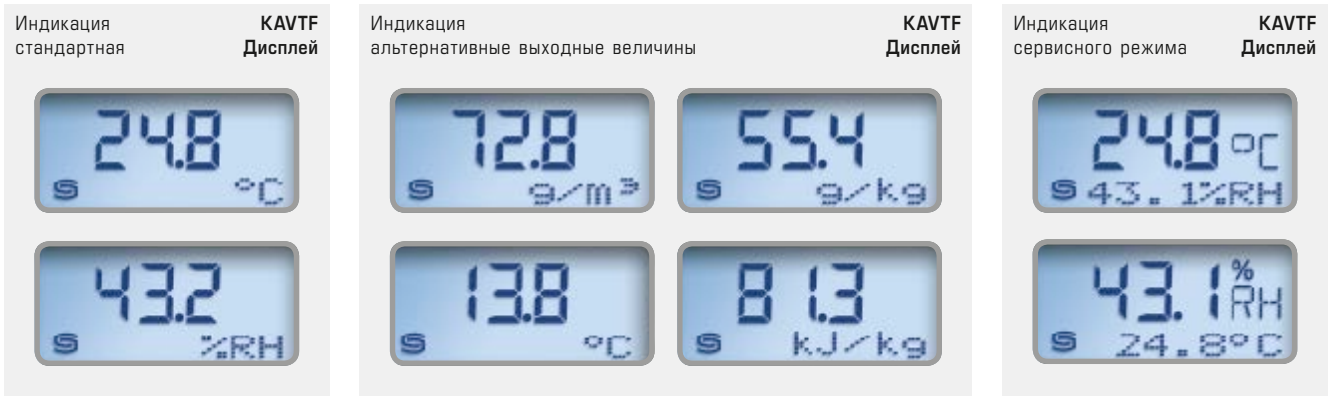 Индикация
стандартная
KAVTF
Дисплей
24.8
°C
43.2
%RH
Индикация
альтернативные выходные величины
KAVTF
Дисплей
72.8
g/m³
55.4
g/kg
13.8
°C
81.3
kJ/kg
Индикация
сервисного режима
KAVTF
Дисплей
24.8 °C
43.1%RH
43.1 % RH
24.8°C